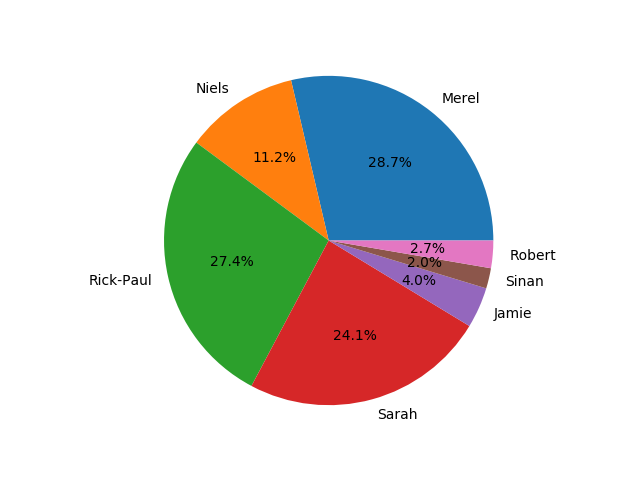 Niels
Merel
11.2%
28.7%
Rick-Paul
27.4%
2.7%
Robert
2.0%
Sinan
4.0%
Jamie
24.1%
Sarah